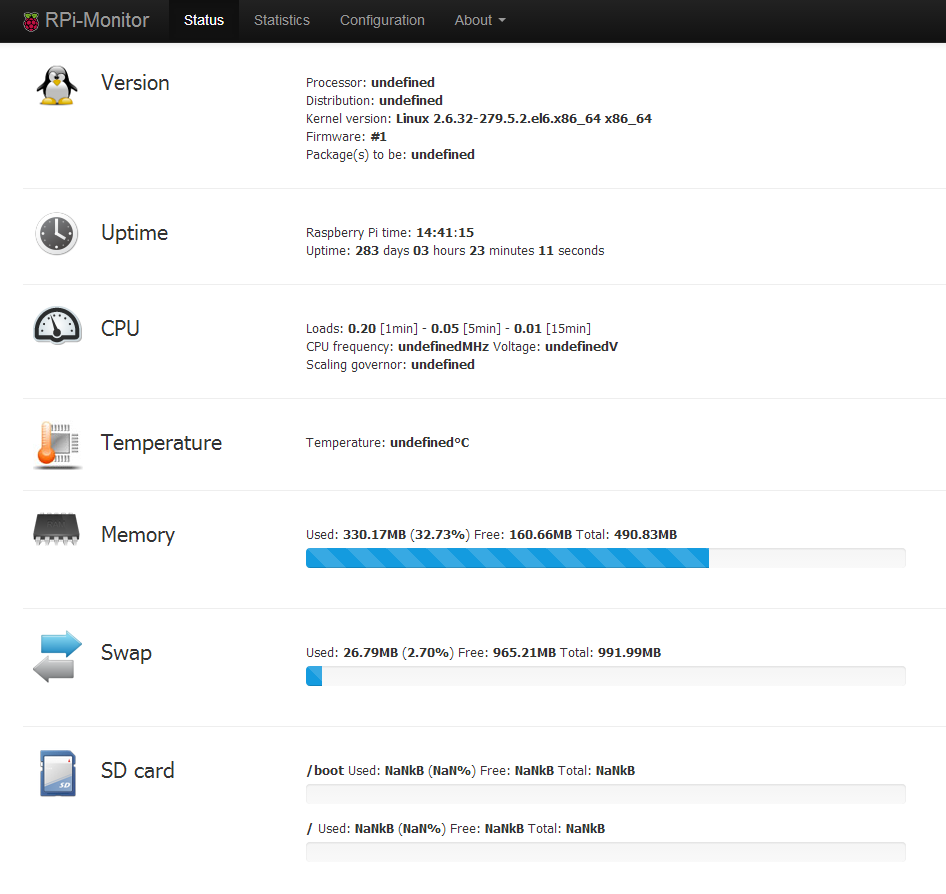 RPi-Monitor Status Statistics Configuration About
Version
Processor: undefined
Distribution: undefined
Kernel version: Linux 2.6.32-279.5.2.el6.x86_64 x86_64
Firmware: #1
Package(s) to be: undefined
Uptime
Raspberry Pi time: 14:41:15
Uptime: 283 days 03 hours 23 minutes 11 seconds
CPU
Loads: 0.20 [1min] - 0.05 [5min] - 0.01 [15min]
CPU frequency: undefinedMHz Voltage: undefinedV
Scaling governor: undefined
Temperature
Temperature: undefined°C
Memory
Used: 330.17MB (32.73%) Free: 160.66MB Total: 490.83MB
Swap
Used: 26.79MB (2.70%) Free: 965.21MB Total: 991.99MB
SD card
SD
/boot Used: NaNkB (NaN%) Free: NaNkB Total: NaNkB
/ Used: NaNkB (NaN%) Free: NaNkB Total: NaNkB